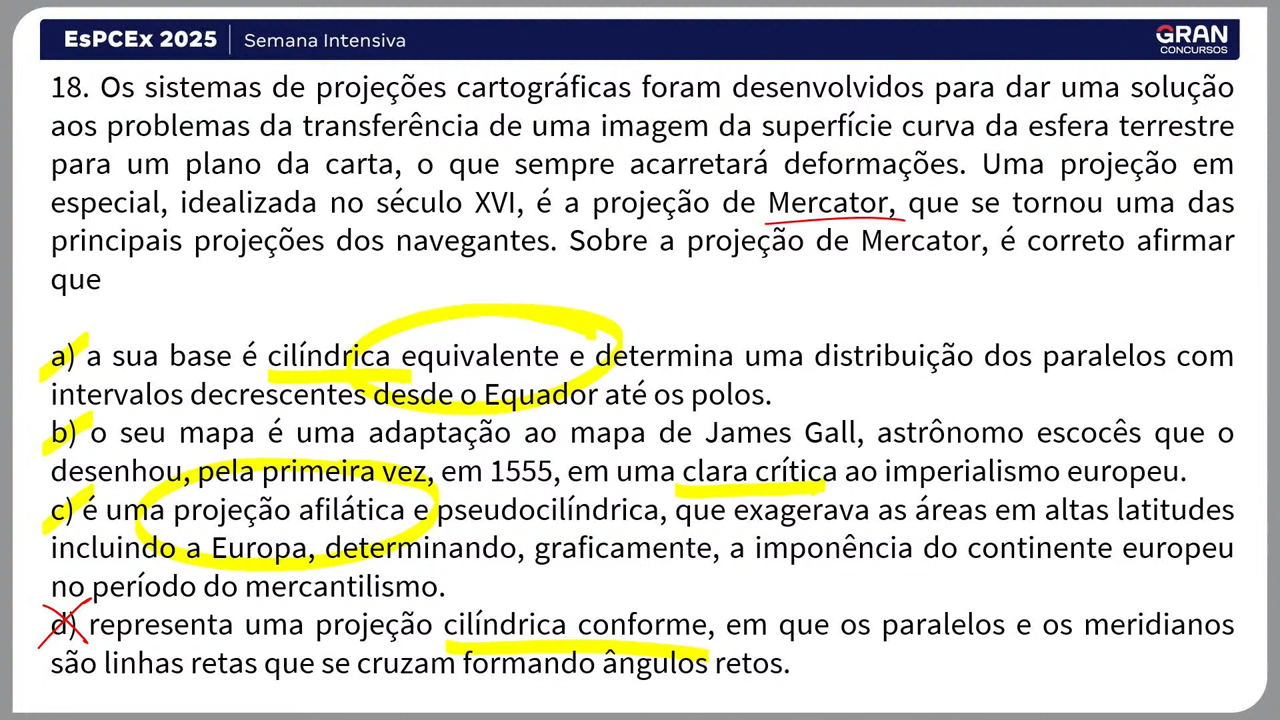 EsPCEx 2025 | Semana Intensiva
GRAN
CONCURSOS
18. Os sistemas de projeções cartográficas foram desenvolvidos para dar uma solução
aos problemas da transferência de uma imagem da superfície curva da esfera terrestre
para um plano da carta, o que sempre acarretará deformações. Uma projeção em
especial, idealizada no século XVI, é a projeção de Mercator, que se tornou uma das
principais projeções dos navegantes. Sobre a projeção de Mercator, é correto afirmar
que
a) a sua base é cilíndrica equivalente e determina uma distribuição dos paralelos com
intervalos decrescentes desde o Equador até os polos.
b) o seu mapa é uma adaptação ao mapa de James Gall, astrônomo escocês que o
desenhou, pela primeira vez, em 1555, em uma clara crítica ao imperialismo europeu.
c) é uma projeção afilática e pseudocilíndrica, que exagerava as áreas em altas latitudes
incluindo a Europa, determinando, graficamente, a imponência do continente europeu
no período do mercantilismo.
d) representa uma projeção cilíndrica conforme, em que os paralelos e os meridianos
são linhas retas que se cruzam formando ângulos retos.